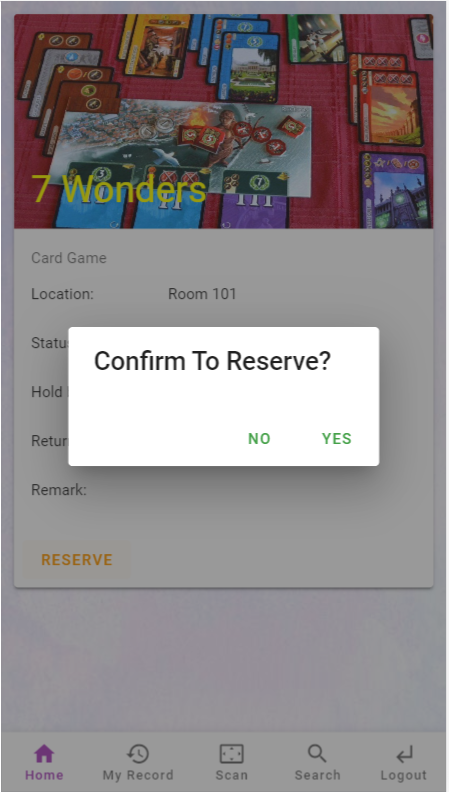 7 Wonders
Card Game
Location: Room 101
Confirm To Reserve?
NO YES
Remark:
RESERVE
Home My Record Scan Search Logout